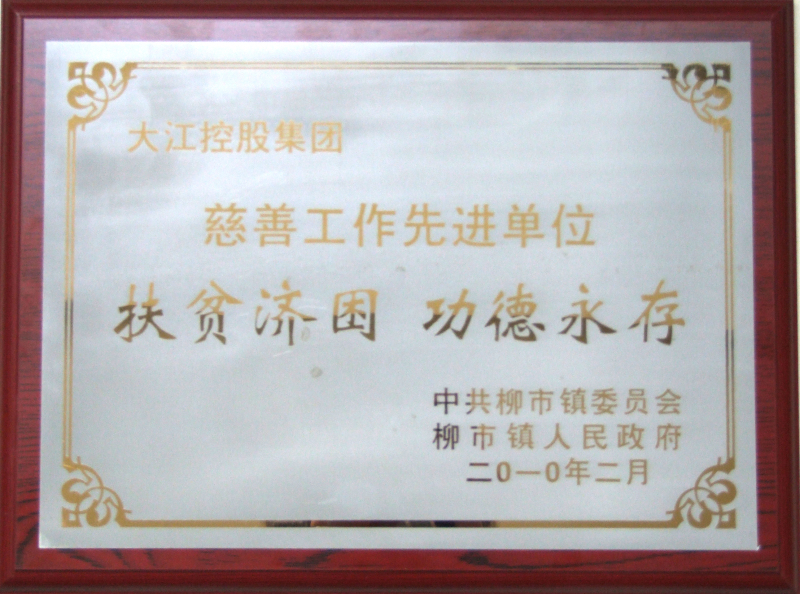 大江控股集团
慈善工作先进单位
扶贫济困 功德永存
中共柳市镇委员会
柳市镇人民政府
二0一0年二月